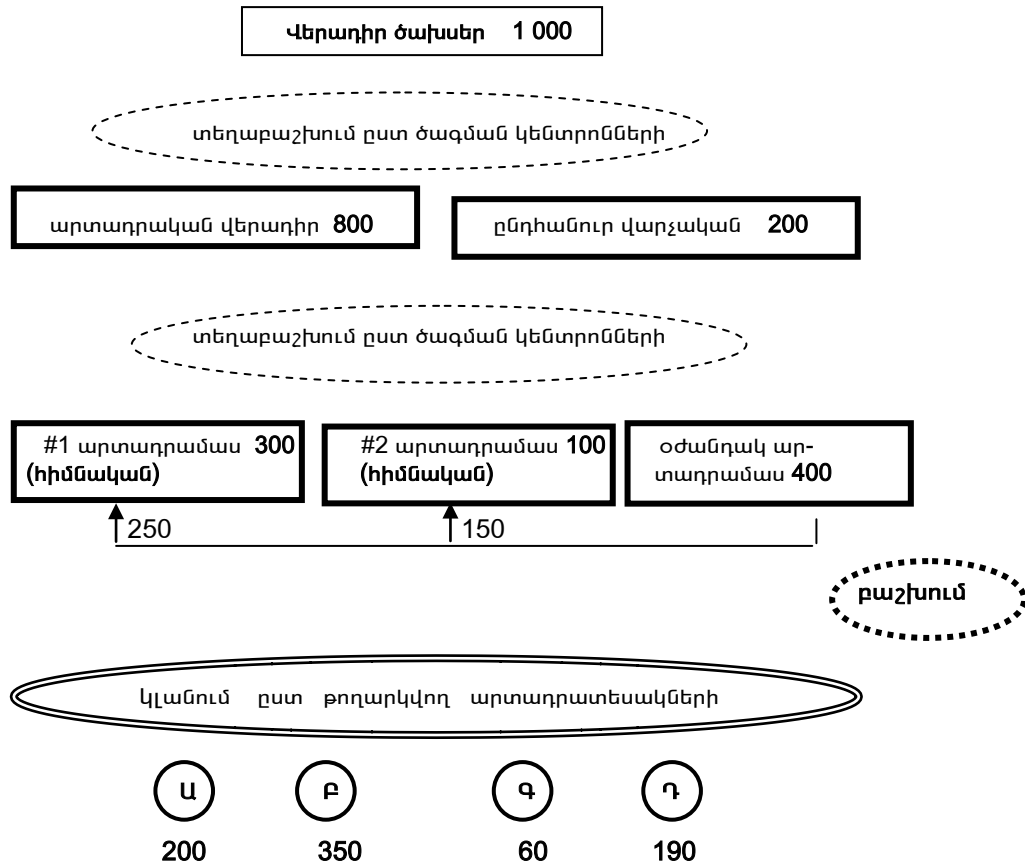 Վերադիր ծախսեր 1 000
տեղաբաշխում ըստ ծագման կենտրոնների
արտադրական վերադիր 800
ընդհանուր վարչական 200
տեղաբաշխում ըստ ծագման կենտրոնների
#1 արտադրամաս 300
(հիմնական)
#2 արտադրամաս 100
(հիմնական)
օժանդակ ար-
տադրամաս 400
250
150
բաշխում
կլանում ըստ թողարկվող արտադրատեսակների
Ա Բ Գ Դ
200 350 60 190